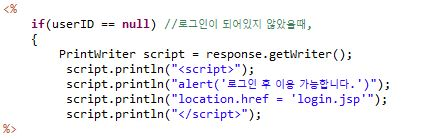 <%
if(userID == null) //로그인이 되어있지 않았을때,
{
PrintWriter script = response.getWriter();
script.println("<script>");
script.println("alert('로그인 후 이용 가능합니다.')");
script.println("location.href = 'login.jsp'");
script.println("</script>");
%>